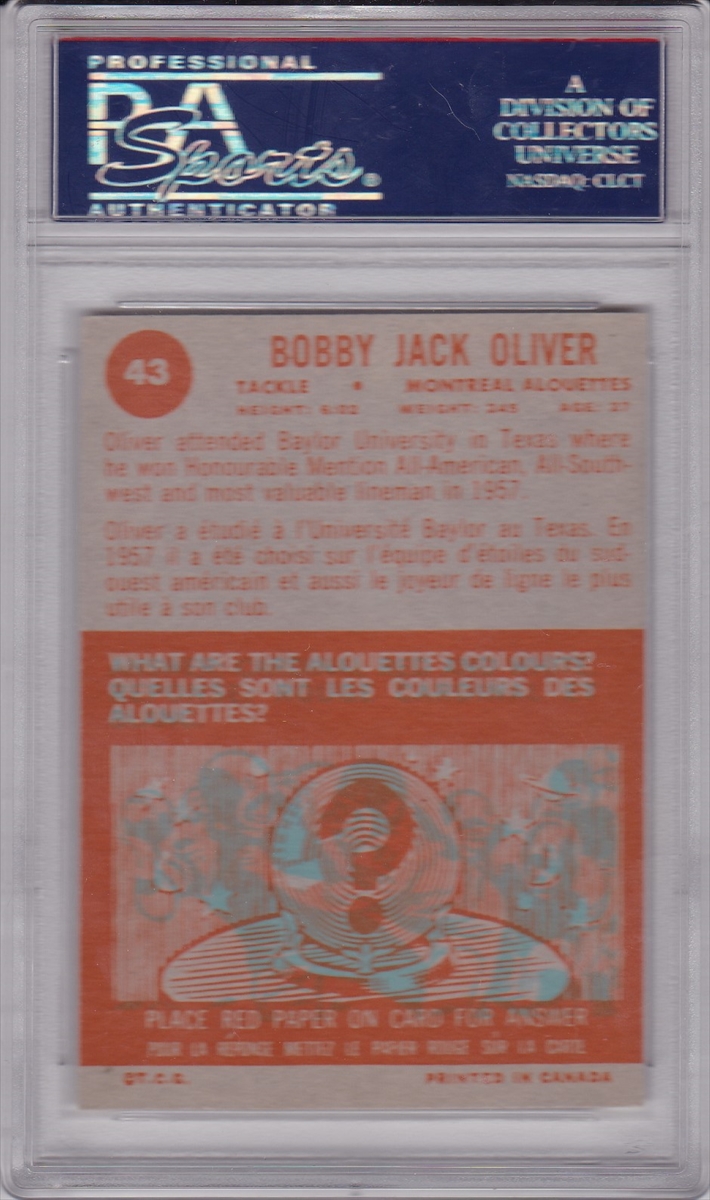 PROFESSIONAL
PSA
Sports
AUTHENTICATOR
A
DIVISION OF
COLLECTORS
UNIVERSE
NASDAQ: CLCT
43
BOBBY JACK OLIVER
TACKLE • MONTREAL ALOUETTES
HEIGHT: 6:02 WEIGHT: 245 AGE: 27
Oliver attended Baylor University in Texas where
he won Honourable Mention All-American, All-South-
west and most valuable lineman in 1957.
Oliver a étudié à l'Université Baylor au Texas. En
1957 il a été choisi sur l'équipe d'étoiles du sud-
ouest américain et aussi le joyeur de ligne le plus
utile à son club.
WHAT ARE THE ALOUETTES COLOURS?
QUELLES SONT LES COULEURS DES
ALOUETTES?
?
PLACE RED PAPER ON CARD FOR ANSWER
POUR LA RÉPONSE METTEZ LE PAPIER ROUGE SUR LA CARTE
©T.C.G. PRINTED IN CANADA